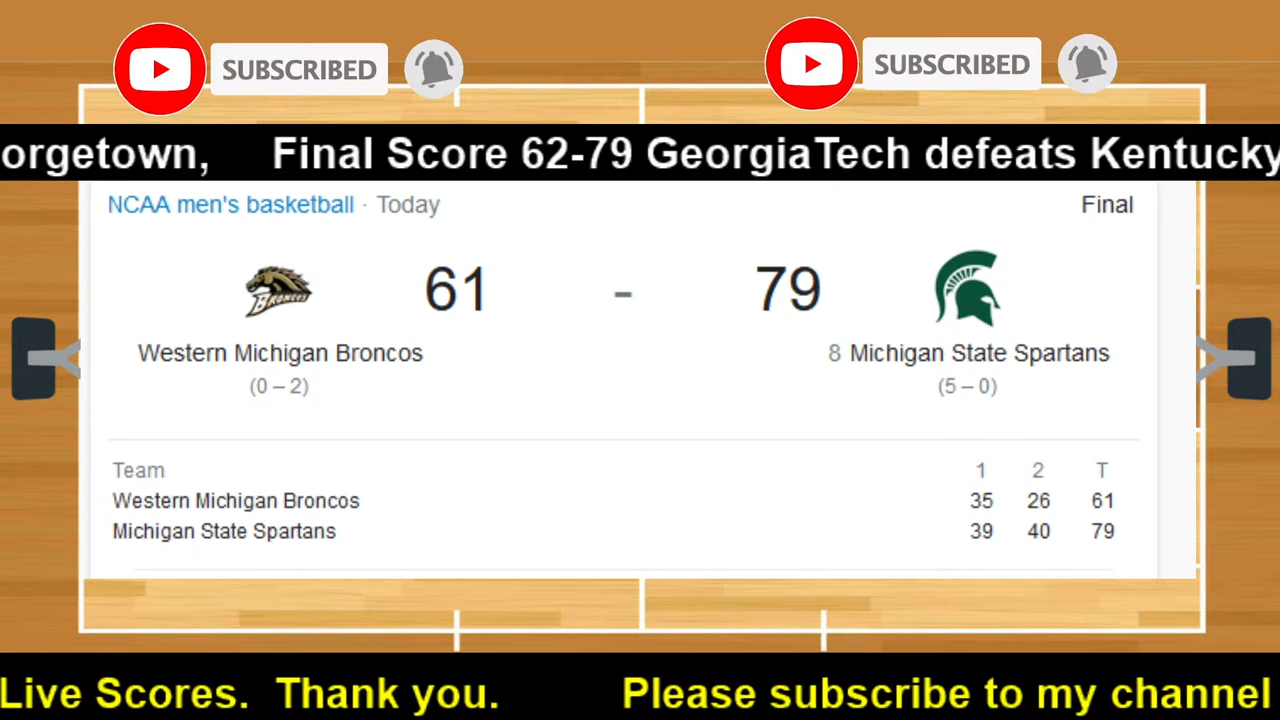 SUBSCRIBED
SUBSCRIBED
orgetown, Final Score 62-79 GeorgiaTech defeats Kentucky
NCAA men's basketball · Today Final
BRONCOS
61 - 79
Western Michigan Broncos 8 Michigan State Spartans
(0 – 2) (5 – 0)
Team 1 2 T
Western Michigan Broncos 35 26 61
Michigan State Spartans 39 40 79
Live Scores. Thank you. Please subscribe to my channel